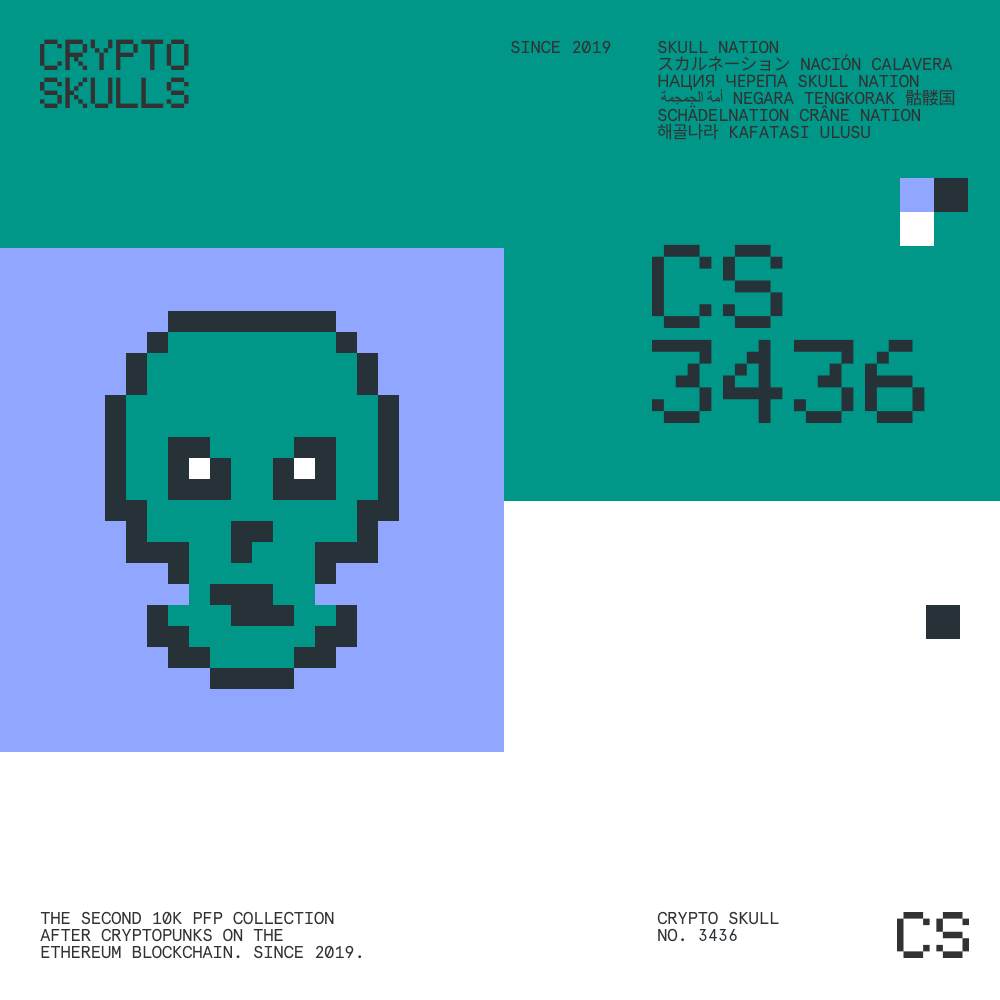 CRYPTO
SKULLS
SINCE 2019
SKULL NATION
スカルネーション NACIÓN CALAVERA
НАЦИЯ ЧЕРЕПА SKULL NATION
أمة الجمجمة NEGARA TENGKORAK 骷髅国
SCHÄDELNATION CRÂNE NATION
해골나라 KAFATASI ULUSU
CS
3436
THE SECOND 10K PFP COLLECTION
AFTER CRYPTOPUNKS ON THE
ETHEREUM BLOCKCHAIN. SINCE 2019.
CRYPTO SKULL
NO. 3436
CS